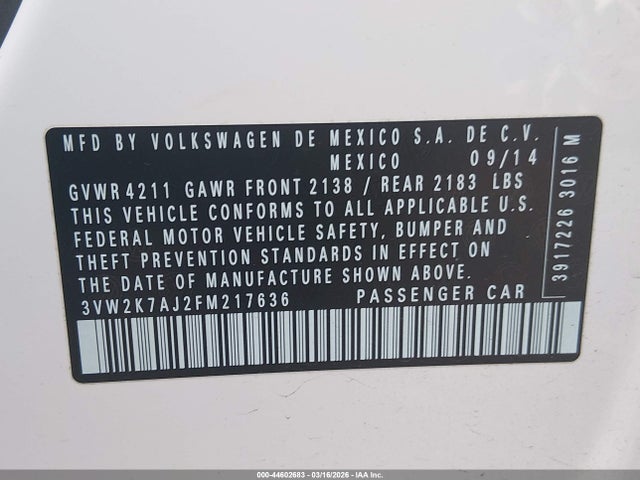 MFD BY VOLKSWAGEN DE MEXICO S.A. DE C.V.
MEXICO 09/14
GVWR 4211 GAWR FRONT 2138 / REAR 2183 LBS
THIS VEHICLE CONFORMS TO ALL APPLICABLE U.S.
FEDERAL MOTOR VEHICLE SAFETY, BUMPER AND
THEFT PREVENTION STANDARDS IN EFFECT ON
THE DATE OF MANUFACTURE SHOWN ABOVE.
3VW2K7AJ2FM217636 PASSENGER CAR
3917226 3016 M
000-44602683 - 03/16/2026 - IAA Inc.